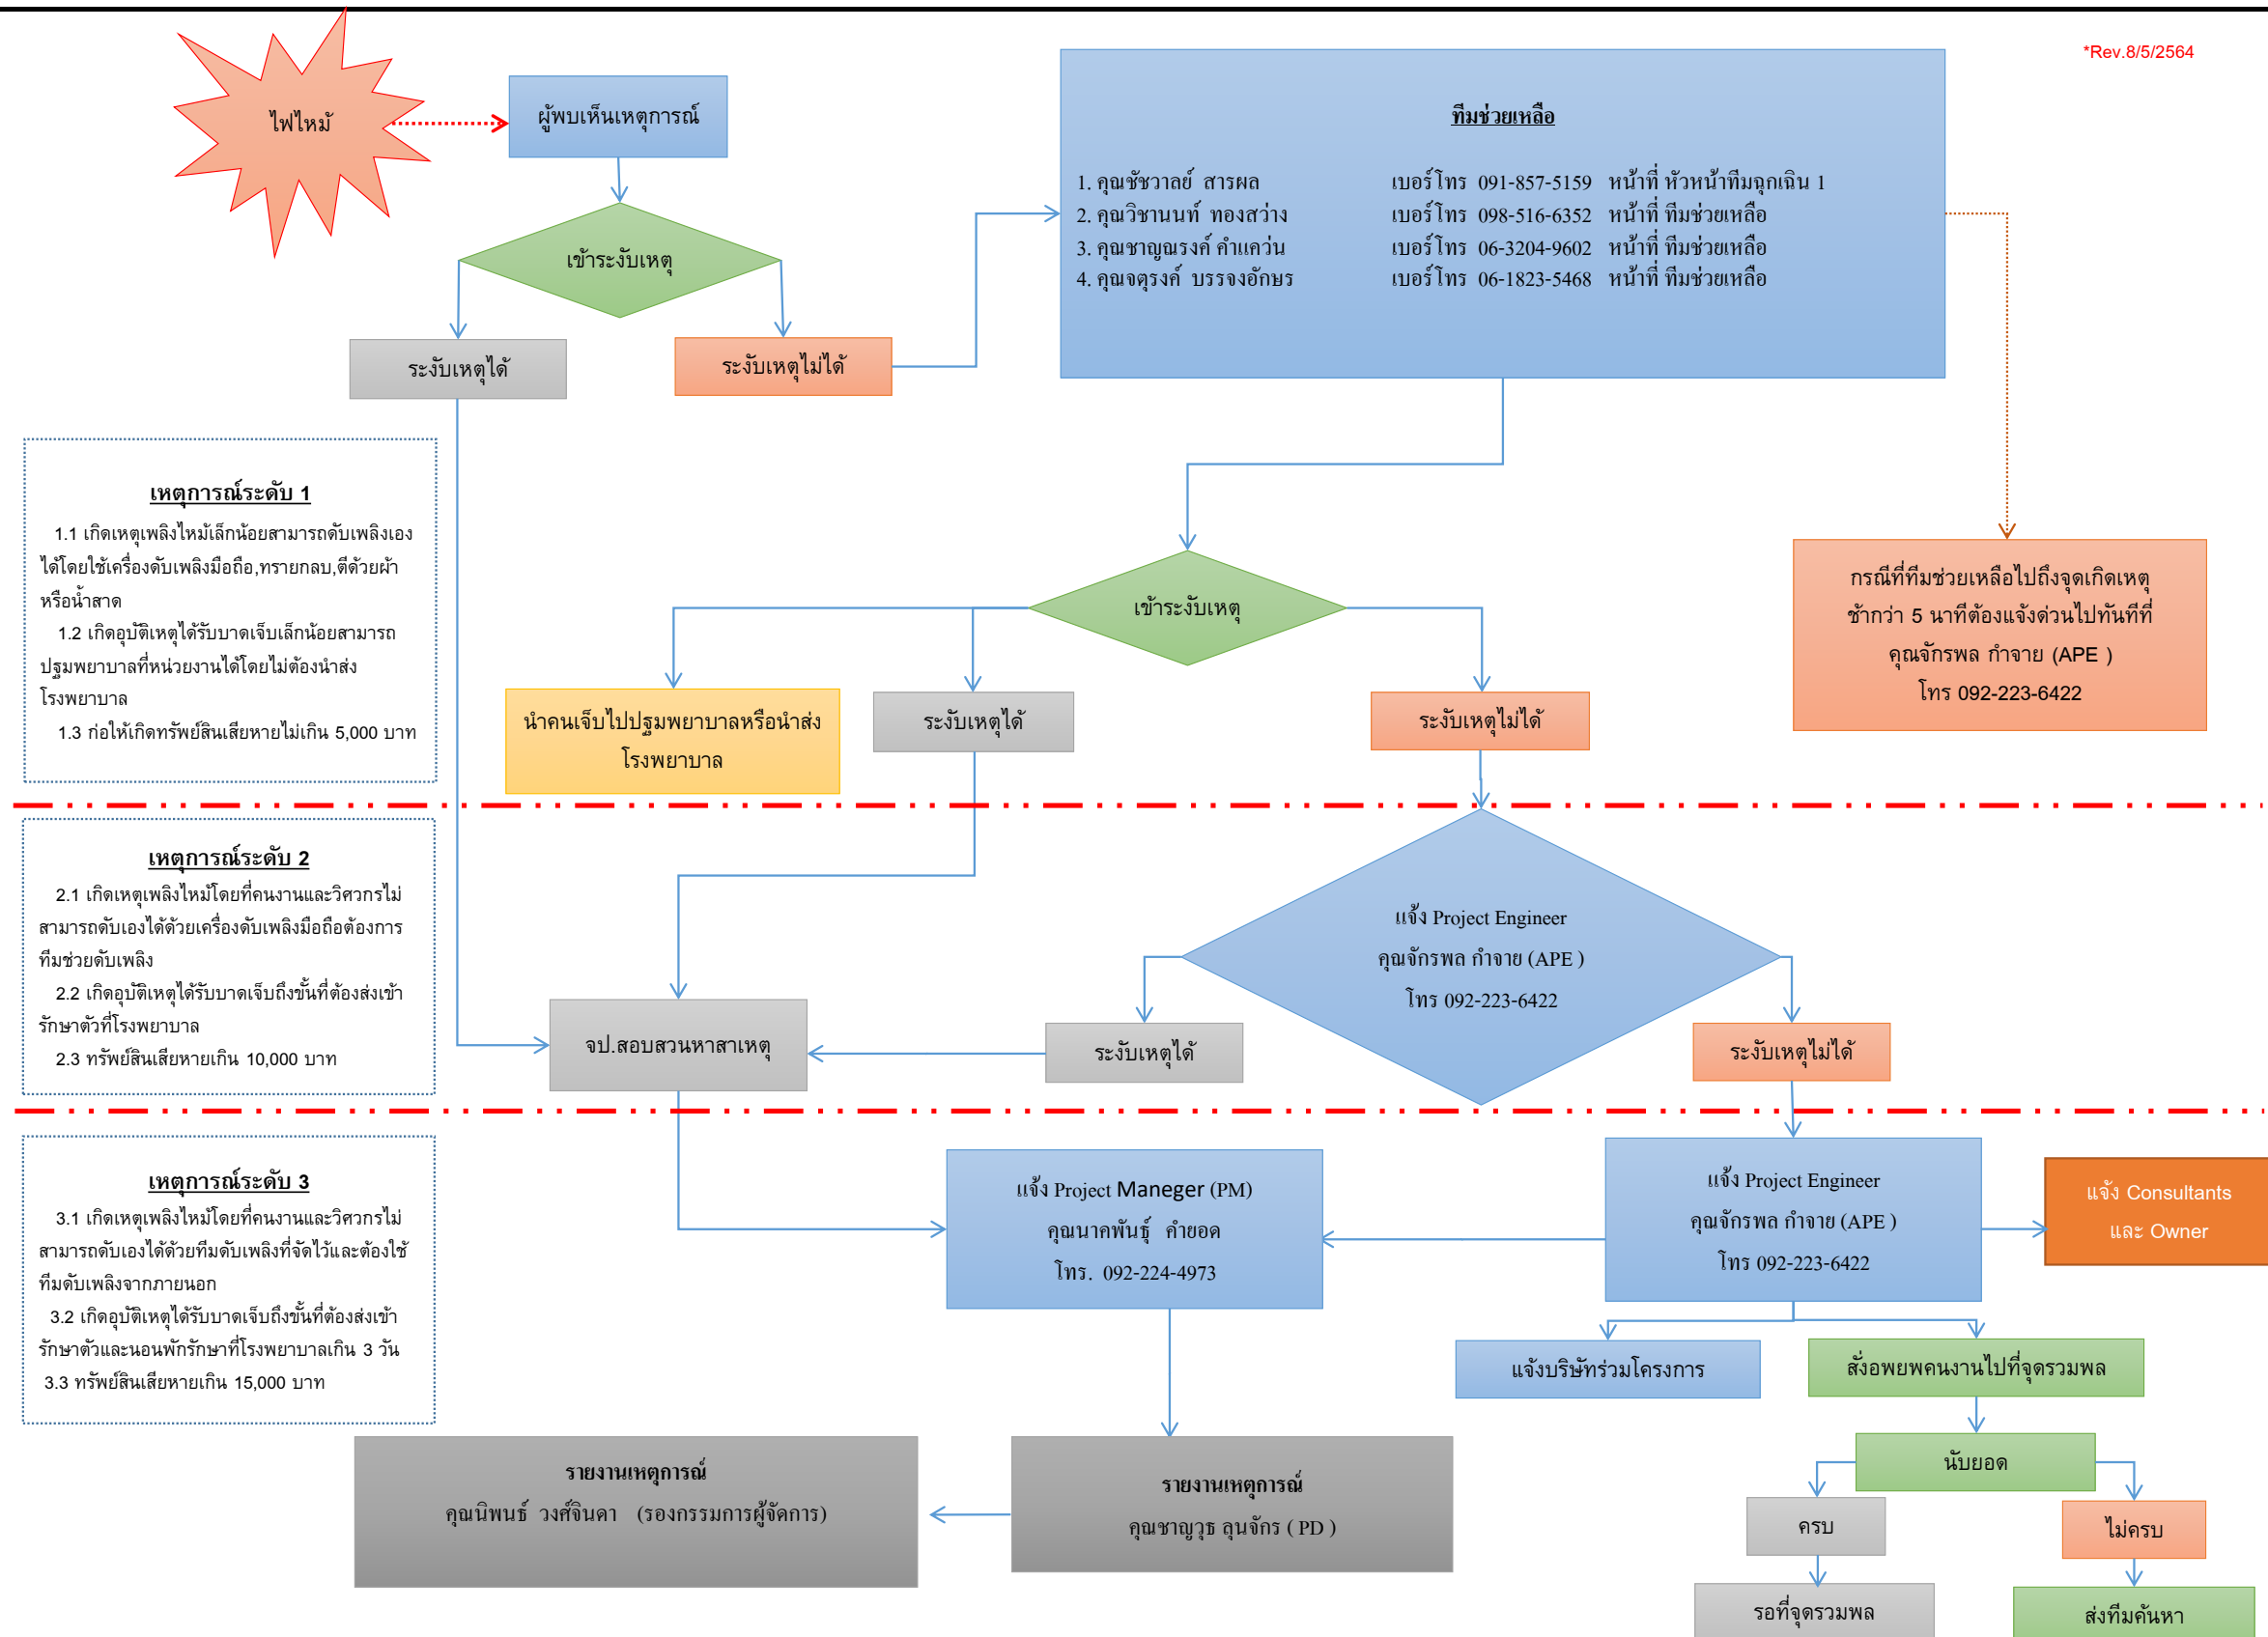 *Rev.8/5/2564
ไฟไหม้
ผู้พบเห็นเหตุการณ์
ทีมช่วยเหลือ
1. คุณชัชวาลย์ สารผล เบอร์โทร 091-857-5159 หน้าที่ หัวหน้าทีมฉุกเฉิน 1
2. คุณวิชานนท์ ทองสว่าง เบอร์โทร 098-516-6352 หน้าที่ ทีมช่วยเหลือ
3. คุณชาญณรงค์ คำแคว่น เบอร์โทร 06-3204-9602 หน้าที่ ทีมช่วยเหลือ
4. คุณจตุรงค์ บรรจงอักษร เบอร์โทร 06-1823-5468 หน้าที่ ทีมช่วยเหลือ
เข้าระงับเหตุ
ระงับเหตุได้
ระงับเหตุไม่ได้
เหตุการณ์ระดับ 1
1.1 เกิดเหตุเพลิงไหม้เล็กน้อยสามารถดับเพลิงเอง
ได้โดยใช้เครื่องดับเพลิงมือถือ,ทรายกลบ,ตีด้วยผ้า
หรือน้ำสาด
1.2 เกิดอุบัติเหตุได้รับบาดเจ็บเล็กน้อยสามารถ
ปฐมพยาบาลที่หน่วยงานได้โดยไม่ต้องนำส่ง
โรงพยาบาล
1.3 ก่อให้เกิดทรัพย์สินเสียหายไม่เกิน 5,000 บาท
เข้าระงับเหตุ
กรณีที่ทีมช่วยเหลือไปถึงจุดเกิดเหตุ
ช้ากว่า 5 นาทีต้องแจ้งด่วนไปทันทีที่
คุณจักรพล กำจาย (APE )
โทร 092-223-6422
นำคนเจ็บไปปฐมพยาบาลหรือนำส่ง
โรงพยาบาล
ระงับเหตุได้
ระงับเหตุไม่ได้
เหตุการณ์ระดับ 2
2.1 เกิดเหตุเพลิงไหม้โดยที่คนงานและวิศวกรไม่
สามารถดับเองได้ด้วยเครื่องดับเพลิงมือถือต้องการ
ทีมช่วยดับเพลิง
2.2 เกิดอุบัติเหตุได้รับบาดเจ็บถึงขั้นที่ต้องส่งเข้า
รักษาตัวที่โรงพยาบาล
2.3 ทรัพย์สินเสียหายเกิน 10,000 บาท
แจ้ง Project Engineer
คุณจักรพล กำจาย (APE )
โทร 092-223-6422
จป.สอบสวนหาสาเหตุ
ระงับเหตุได้
ระงับเหตุไม่ได้
เหตุการณ์ระดับ 3
3.1 เกิดเหตุเพลิงไหม้โดยที่คนงานและวิศวกรไม่
สามารถดับเองได้ด้วยทีมดับเพลิงที่จัดไว้และต้องใช้
ทีมดับเพลิงจากภายนอก
3.2 เกิดอุบัติเหตุได้รับบาดเจ็บถึงขั้นที่ต้องส่งเข้า
รักษาตัวและนอนพักรักษาที่โรงพยาบาลเกิน 3 วัน
3.3 ทรัพย์สินเสียหายเกิน 15,000 บาท
แจ้ง Project Maneger (PM)
คุณนาคพันธุ์ คำยอด
โทร. 092-224-4973
แจ้ง Project Engineer
คุณจักรพล กำจาย (APE )
โทร 092-223-6422
แจ้ง Consultants
และ Owner
แจ้งบริษัทร่วมโครงการ
สั่งอพยพคนงานไปที่จุดรวมพล
นับยอด
รายงานเหตุการณ์
คุณนิพนธ์ วงศ์จินดา (รองกรรมการผู้จัดการ)
รายงานเหตุการณ์
คุณชาญวุธ ลุนจักร ( PD )
ครบ
ไม่ครบ
รอที่จุดรวมพล
ส่งทีมค้นหา